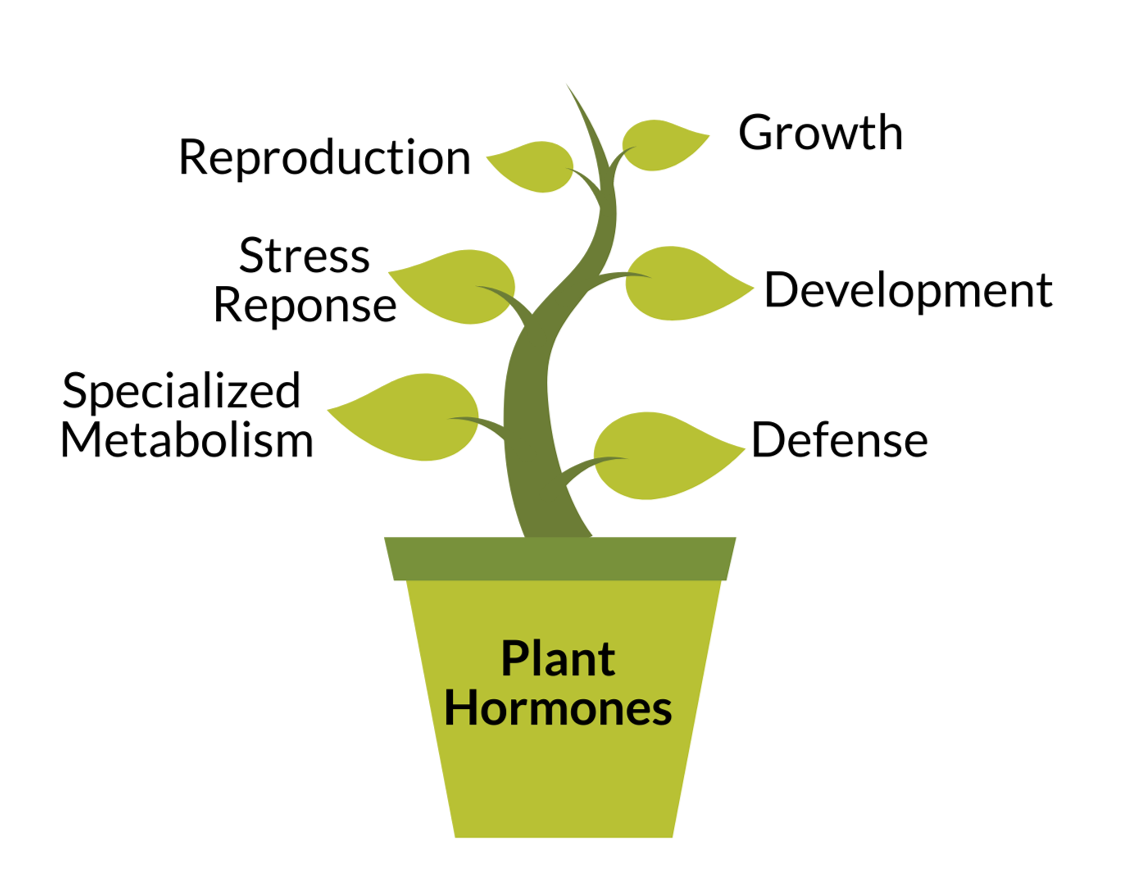 Growth
Reproduction
Stress
Reponse
Development
Specialized
Metabolism
Defense
Plant
Hormones